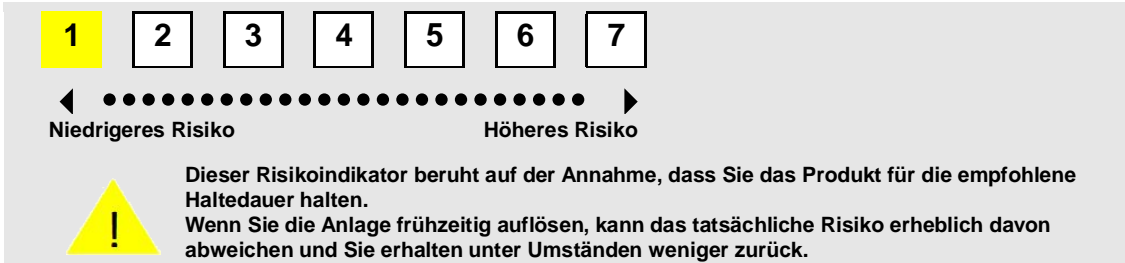 1 2 3 4 5 6 7
Niedrigeres Risiko Höheres Risiko
Dieser Risikoindikator beruht auf der Annahme, dass Sie das Produkt für die empfohlene
Haltedauer halten.
! Wenn Sie die Anlage frühzeitig auflösen, kann das tatsächliche Risiko erheblich davon
abweichen und Sie erhalten unter Umständen weniger zurück.